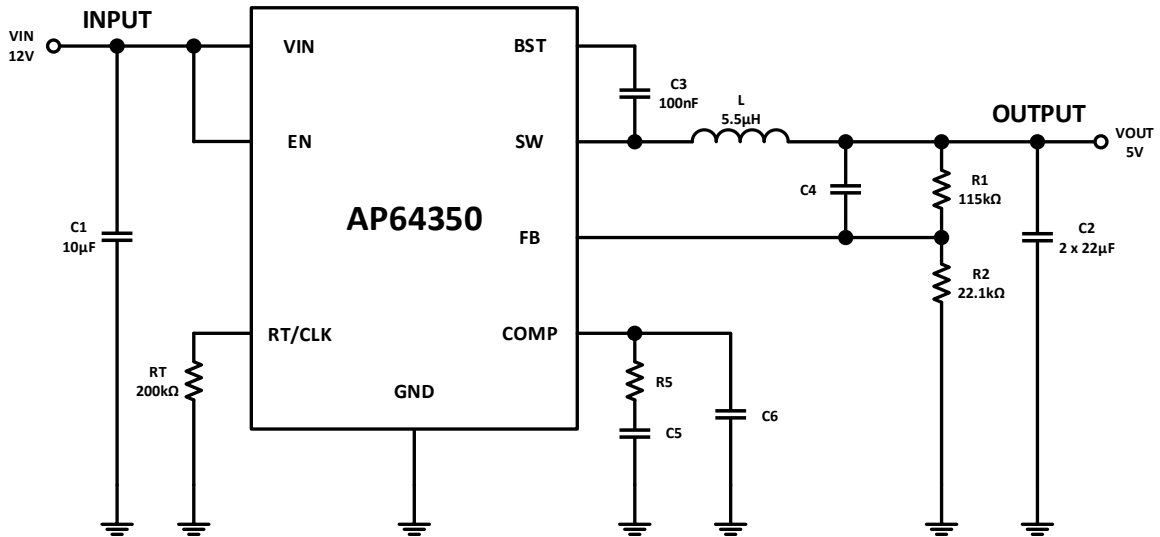 INPUT
VIN
12V
VIN
BST
C3
100nF
L
5.5µH
OUTPUT
VOUT
5V
EN
SW
C4
R1
115kΩ
AP64350
C1
10µF
FB
C2
2 x 22µF
R2
22.1kΩ
RT/CLK
COMP
RT
200kΩ
R5
GND
C6
C5